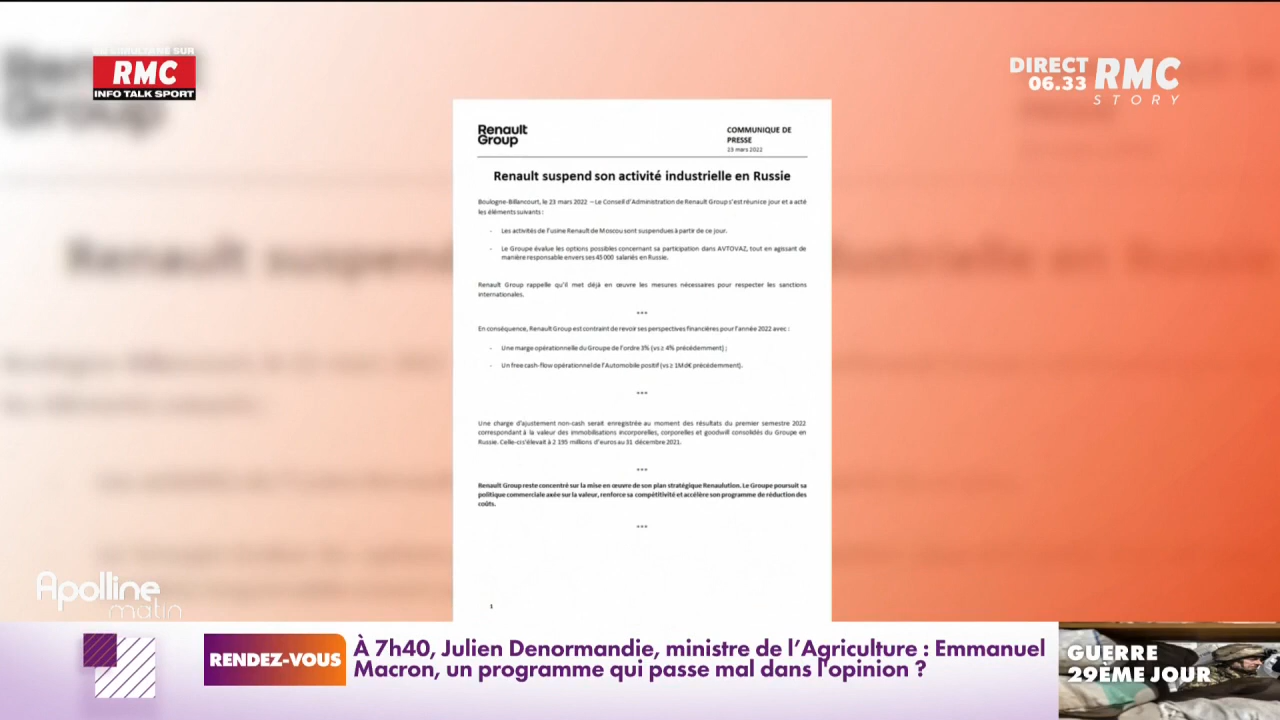 EN SIMULTANÉ SUR
RMC
INFO TALK SPORT
DIRECT
06.33
RMC
STORY
Renault
Group
COMMUNIQUE DE
PRESSE
23 mars 2022
Renault suspend son activité industrielle en Russie
Boulogne-Billancourt, le 23 mars 2022 – Le Conseil d'Administration de Renault Group s'est réuni ce jour et a acté
les éléments suivants :
- Les activités de l'usine Renault de Moscou sont suspendues à partir de ce jour.
- Le Groupe évalue les options possibles concernant sa participation dans AVTOVAZ, tout en agissant de
manière responsable envers ses 45 000 salariés en Russie.
Renault Group rappelle qu'il met déjà en œuvre les mesures nécessaires pour respecter les sanctions
internationales.
***
En conséquence, Renault Group est contraint de revoir ses perspectives financières pour l'année 2022 avec :
- Une marge opérationnelle du Groupe de l'ordre 3% (vs ≥ 4% précédemment) ;
- Un free cash-flow opérationnel de l'Automobile positif (vs ≥ 1Md€ précédemment).
***
Une charge d'ajustement non-cash serait enregistrée au moment des résultats du premier semestre 2022
correspondant à la valeur des immobilisations incorporelles, corporelles et goodwill consolidés du Groupe en
Russie. Celle-ci s'élevait à 2 195 millions d'euros au 31 décembre 2021.
***
Renault Group reste concentré sur la mise en œuvre de son plan stratégique Renaulution. Le Groupe poursuit sa
politique commerciale axée sur la valeur, renforce sa compétitivité et accélère son programme de réduction des
coûts.
***
1
Apolline
matin
RENDEZ-VOUS
À 7h40, Julien Denormandie, ministre de l'Agriculture : Emmanuel
Macron, un programme qui passe mal dans l'opinion ?
GUERRE
29ÈME JOUR